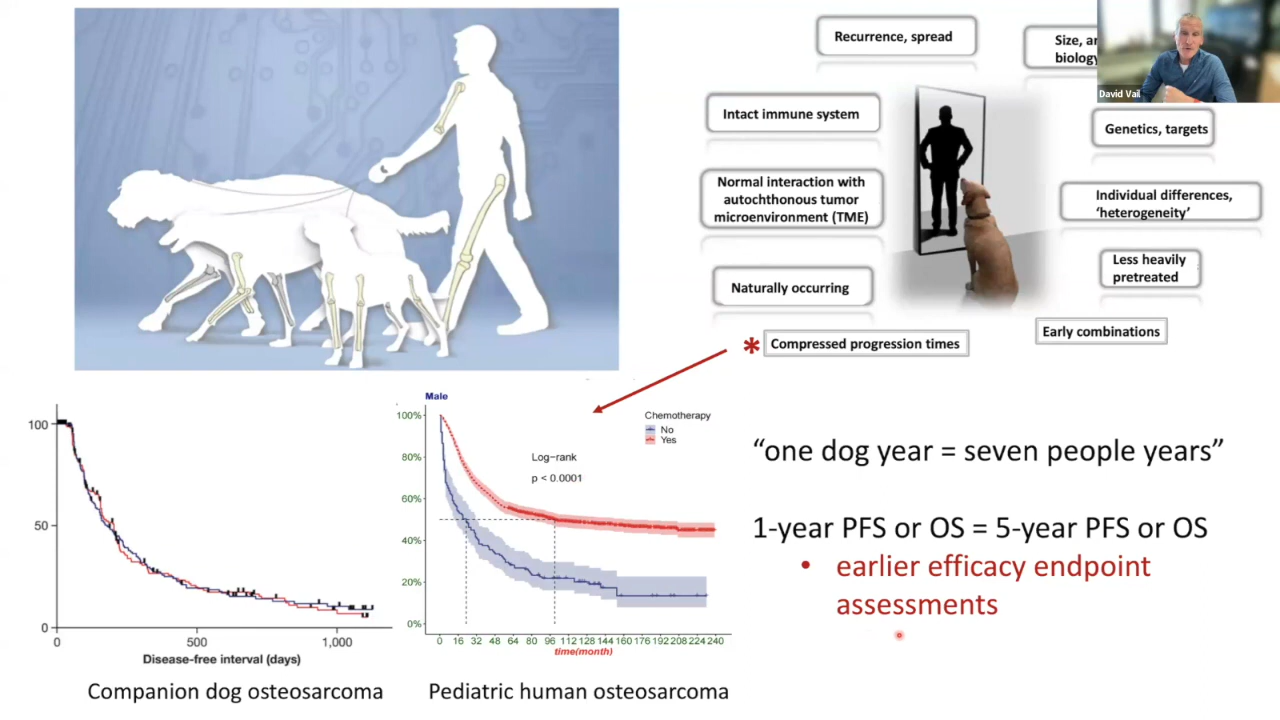 Recurrence, spread
Size, an
biology
David Vail
Intact immune system
Genetics, targets
Normal interaction with
autochthonous tumor
microenvironment (TME)
Individual differences,
‘heterogeneity’
Less heavily
pretreated
Naturally occurring
Early combinations
* Compressed progression times
100
50
0
0 500 1,000
Disease-free interval (days)
Companion dog osteosarcoma
Male
100%
80%
60%
40%
20%
0%
Chemotherapy
No
Yes
Log-rank
p < 0.0001
0 16 32 48 64 80 96 112 128 144 160 176 192 208 224 240
time(month)
Pediatric human osteosarcoma
“one dog year = seven people years”
1-year PFS or OS = 5-year PFS or OS
• earlier efficacy endpoint
assessments